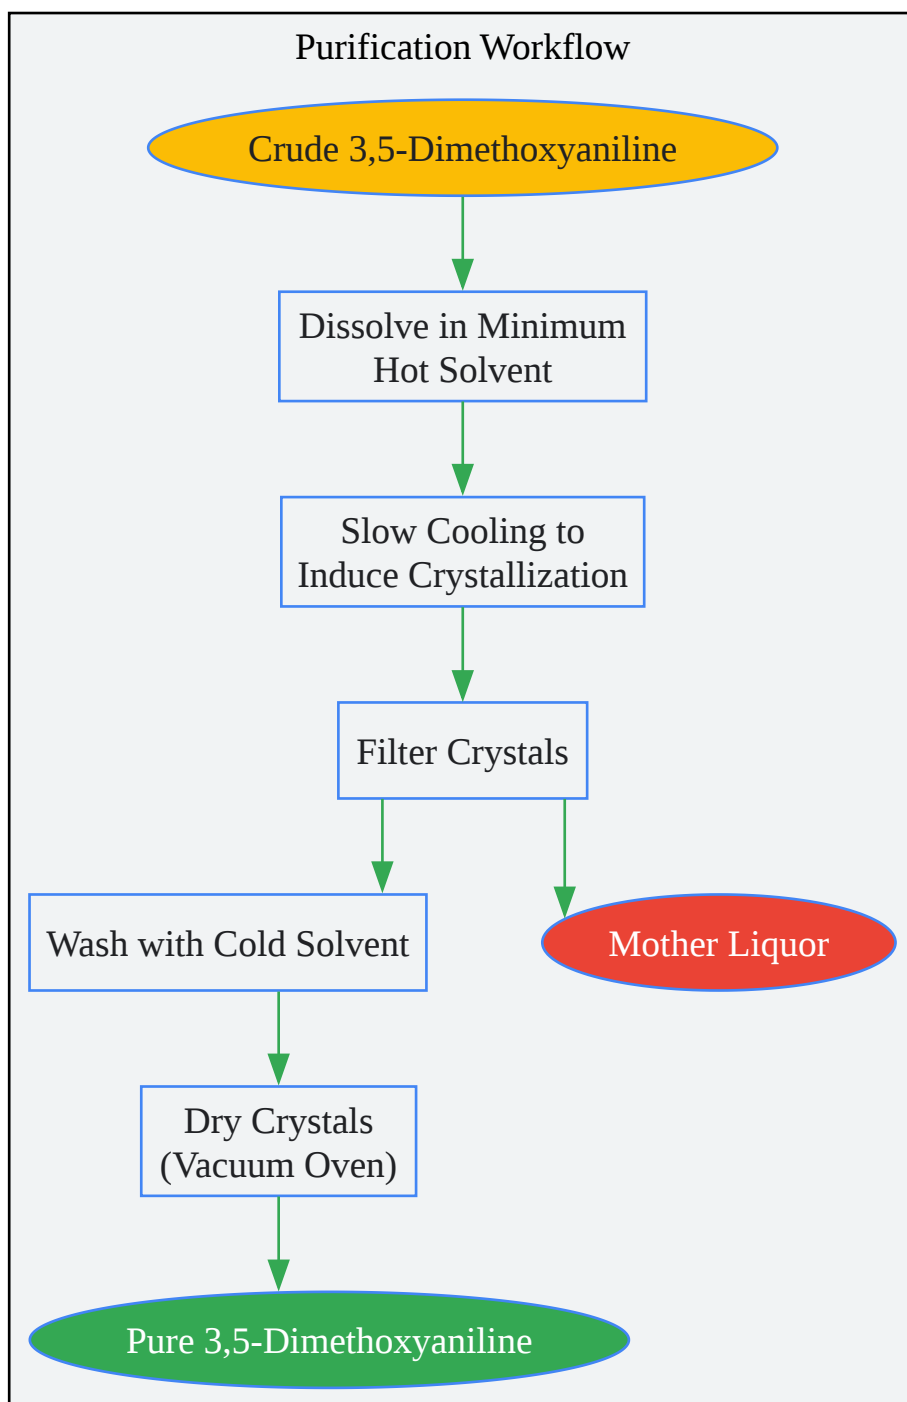 Purification Workflow
Crude 3,5-Dimethoxyaniline
Dissolve in Minimum
Hot Solvent
Slow Cooling to
Induce Crystallization
Filter Crystals
Wash with Cold Solvent
Mother Liquor
Dry Crystals
(Vacuum Oven)
Pure 3,5-Dimethoxyaniline